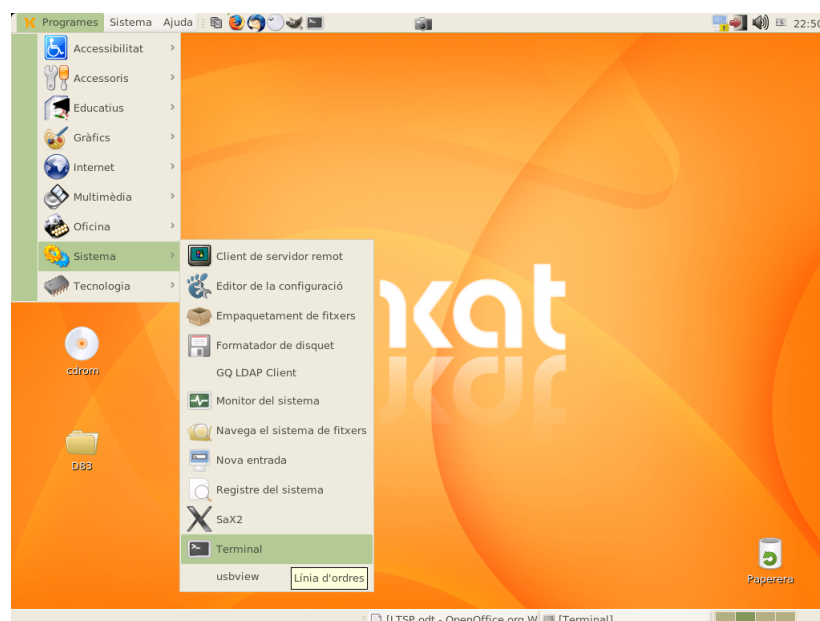 Programes Sistema Ajuda 22:50
Accessibilitat
Accessoris
Educatius
Gràfics
Internet
Multimèdia
Oficina
Sistema
Tecnologia
Client de servidor remot
Editor de la configuració
Empaquetament de fitxers
Formatador de disquet
GQ LDAP Client
Monitor del sistema
Navega el sistema de fitxers
Nova entrada
Registre del sistema
SaX2
Terminal
usbview
Línia d'ordres
kat
cdrom
D83
Paperera
[LTSP.odt - OpenOffice.org W [Terminal]